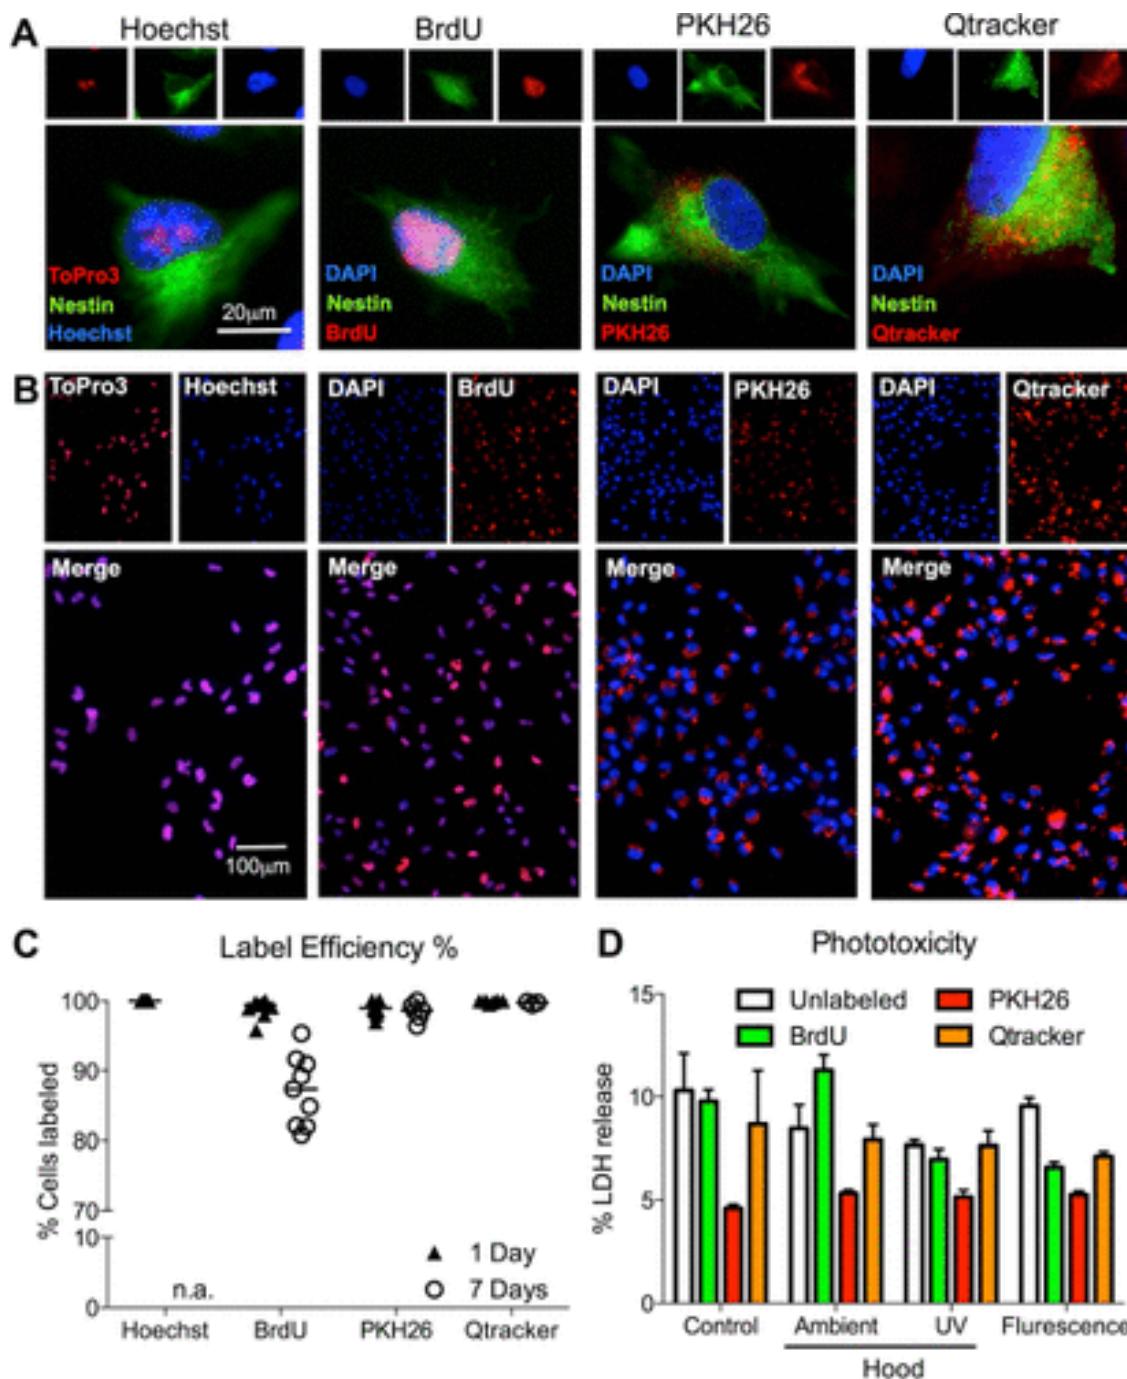 A
Hoechst
BrdU
PKH26
Qtracker
ToPro3
Nestin
Hoechst
20μm
DAPI
Nestin
BrdU
DAPI
Nestin
PKH26
DAPI
Nestin
Qtracker
B
ToPro3
Hoechst
DAPI
BrdU
DAPI
PKH26
DAPI
Qtracker
Merge
100μm
Merge
Merge
Merge
C
Label Efficiency %
% Cells labeled
100
90
80
70
10
0
n.a.
1 Day
7 Days
Hoechst
BrdU
PKH26
Qtracker
D
Phototoxicity
% LDH release
15
10
5
0
Unlabeled
PKH26
BrdU
Qtracker
Control
Ambient
UV
Flurescence
Hood